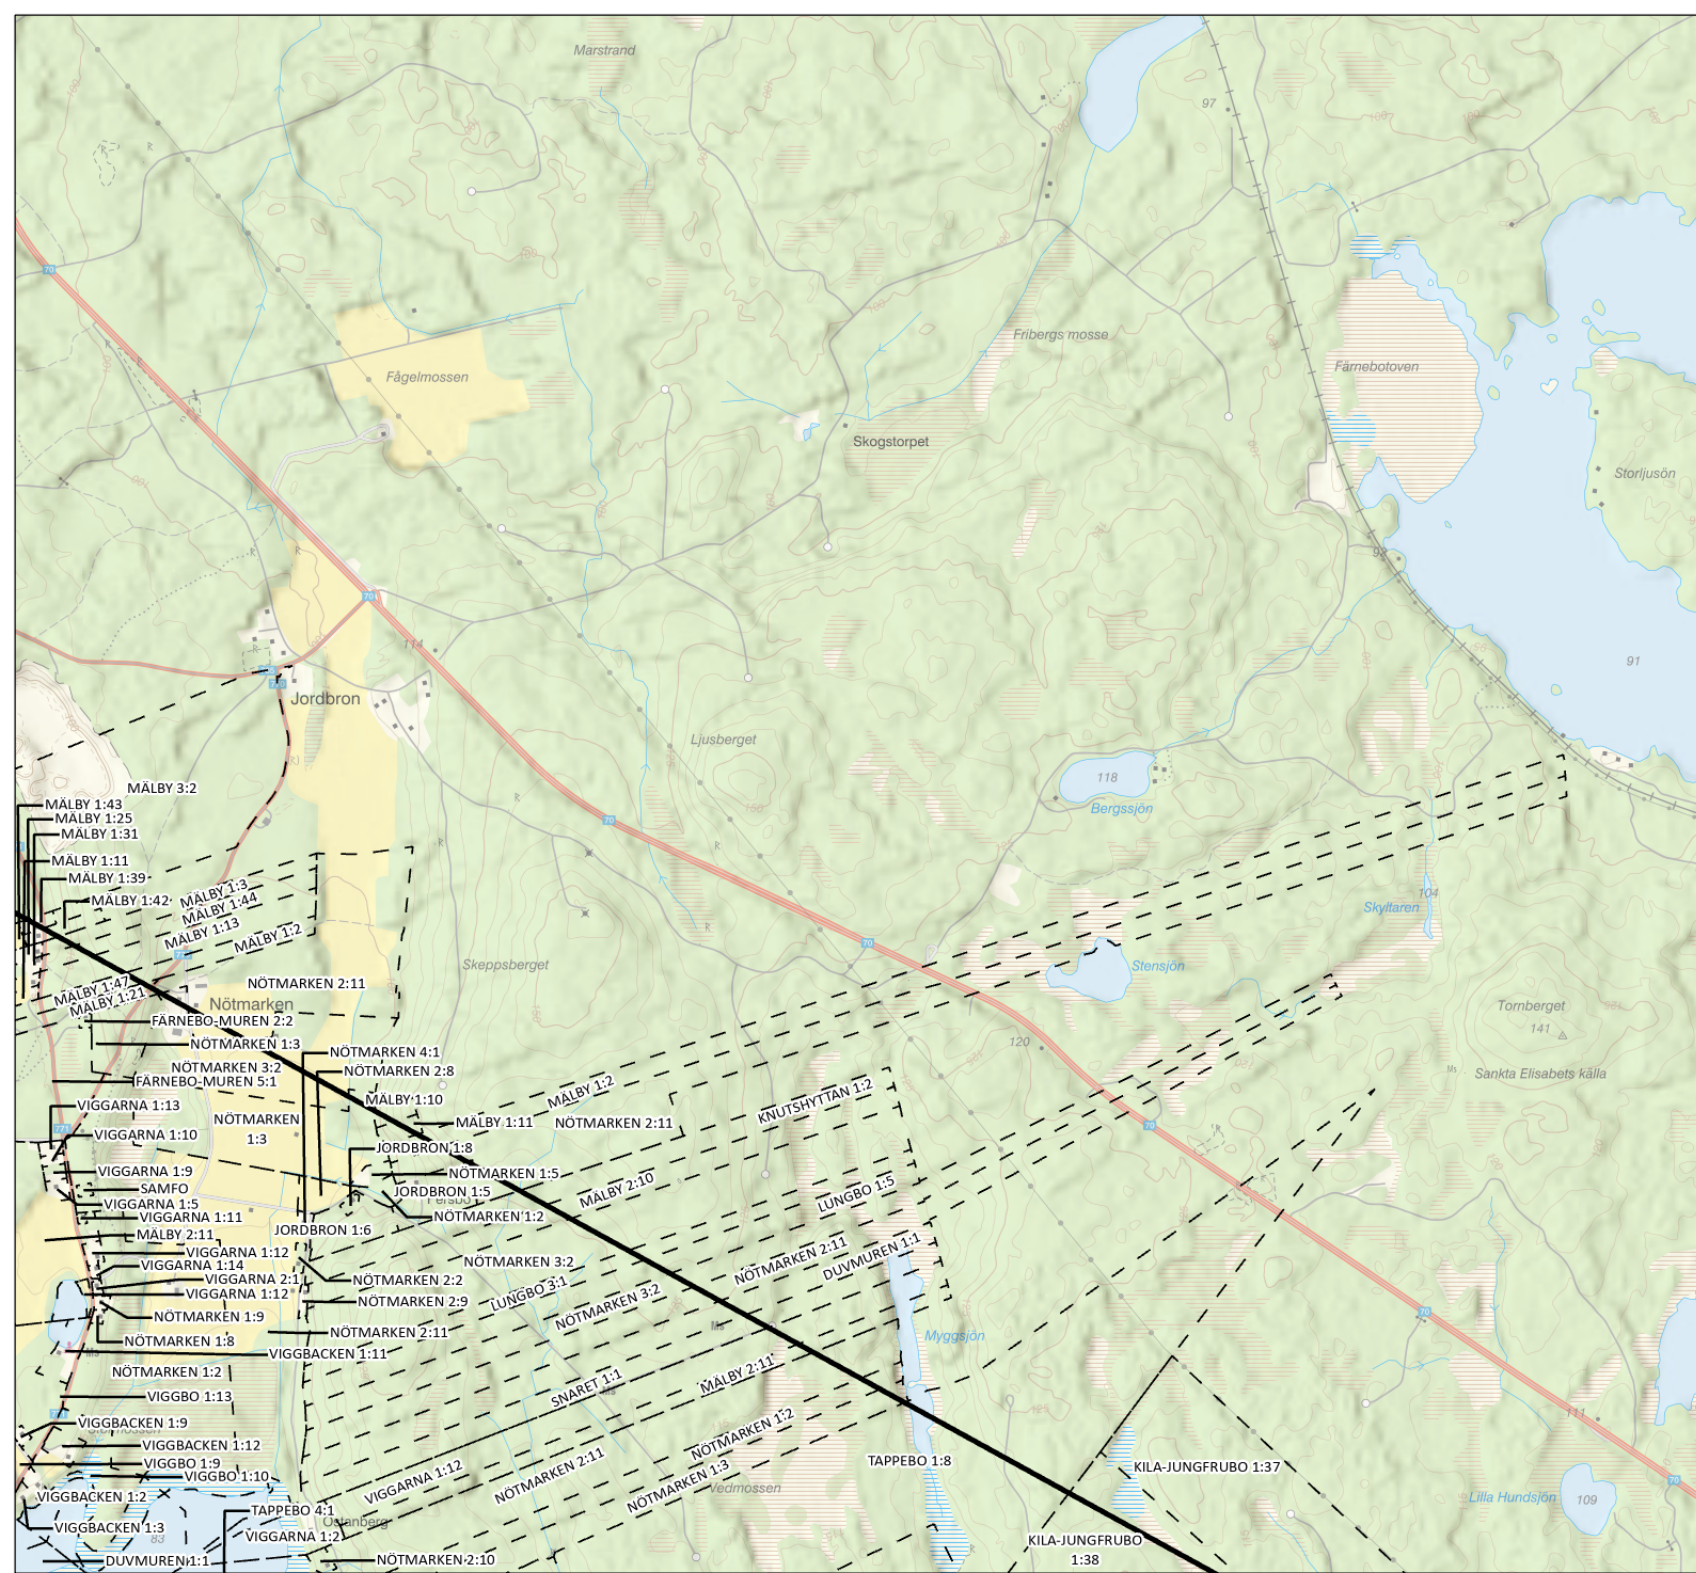 Marstrand
97
70
Fågelmossen
Fribergs mosse
Färnebotoven
Skogstorpet
Storljusön
92
70
114
91
Jordbron
Ljusberget
118
Bergssjön
MÄLBY 3:2
MÄLBY 1:43
MÄLBY 1:25
MÄLBY 1:31
70
MÄLBY 1:11
MÄLBY 1:39
MÄLBY 1:3
MÄLBY 1:42
MÄLBY 1:44
MÄLBY 1:13
MÄLBY 1:2
104
Skyltaren
70
Skeppsberget
Stensjön
NÖTMARKEN 2:11
MÄLBY 1:47
MÄLBY 1:21
Nötmarken
Tornberget
141
FÄRNEBO-MUREN 2:2
NÖTMARKEN 1:3
NÖTMARKEN 4:1
120
NÖTMARKEN 3:2
NÖTMARKEN 2:8
Sankta Elisabets källa
FÄRNEBO-MUREN 5:1
MÄLBY 1:10
MÄLBY 1:2
KNUTSHYTTAN 1:2
VIGGARNA 1:13
NÖTMARKEN
1:3
MÄLBY 1:11
NÖTMARKEN 2:11
771
70
VIGGARNA 1:10
JORDBRON 1:8
VIGGARNA 1:9
NÖTMARKEN 1:5
SAMFO
JORDBRON 1:5
MÄLBY 2:10
LUNGBO 1:5
VIGGARNA 1:5
VIGGARNA 1:11
NÖTMARKEN 1:2
JORDBRON 1:6
MÄLBY 2:11
VIGGARNA 1:12
NÖTMARKEN 3:2
NÖTMARKEN 2:11
DUVMUREN 1:1
VIGGARNA 1:14
VIGGARNA 2:1
NÖTMARKEN 2:2
VIGGARNA 1:12
LUNGBO 3:1
NÖTMARKEN 2:9
NÖTMARKEN 3:2
NÖTMARKEN 1:9
70
NÖTMARKEN 2:11
Ms
Myggsjön
NÖTMARKEN 1:8
VIGGBACKEN 1:11
NÖTMARKEN 1:2
MÄLBY 2:11
SNARET 1:1
VIGGBO 1:13
125
111
VIGGBACKEN 1:9
NÖTMARKEN 1:2
VIGGBACKEN 1:12
VIGGBO 1:9
TAPPEBO 1:8
KILA-JUNGFRUBO 1:37
VIGGBO 1:10
NÖTMARKEN 1:3
NÖTMARKEN 2:11
VIGGARNA 1:12
70
Vedmossen
VIGGBACKEN 1:2
Lilla Hundsjön
109
TAPPEBO 4:1
Östanberg
VIGGBACKEN 1:3
VIGGARNA 1:2
83
KILA-JUNGFRUBO
1:38
DUVMUREN 1:1
NÖTMARKEN 2:10